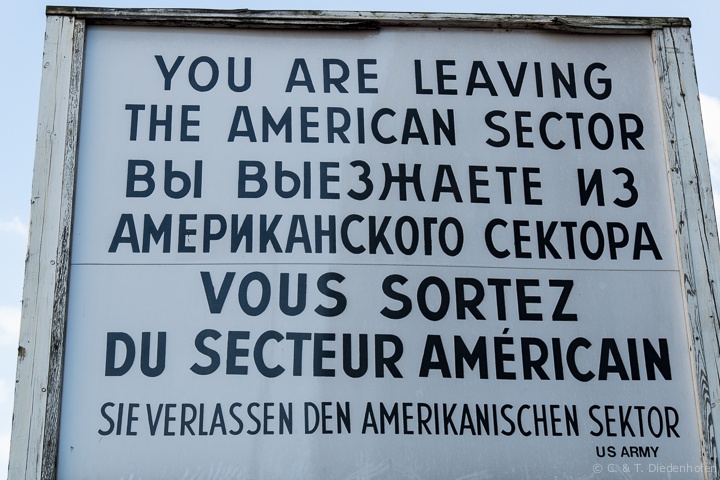 YOU ARE LEAVING
THE AMERICAN SECTOR
ВЫ ВЫЕЗЖАЕТЕ ИЗ
АМЕРИКАНСКОГО СЕКТОРА
VOUS SORTEZ
DU SECTEUR AMÉRICAIN
SIE VERLASSEN DEN AMERIKANISCHEN SEKTOR
US ARMY
© C. & T. Diedenhofen